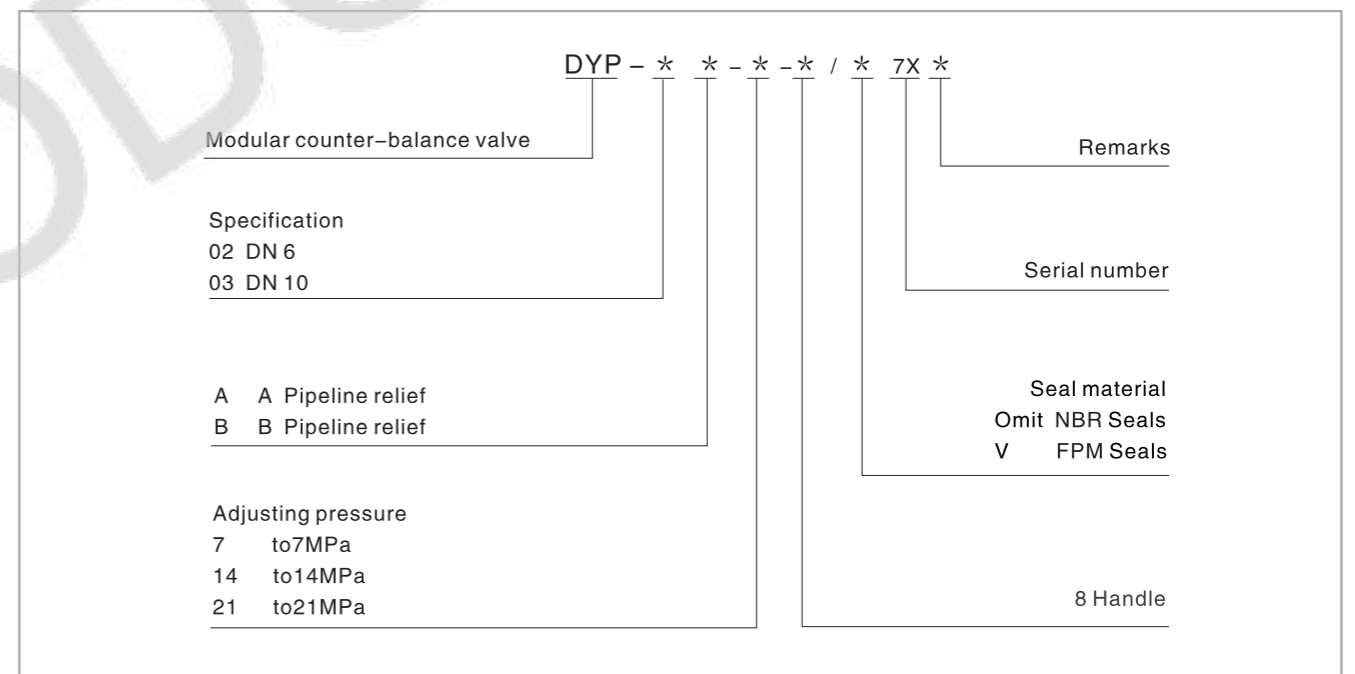 DYP – * * – * – * / * 7X *
Modular counter–balance valve
Remarks
Specification
02 DN 6
03 DN 10
Serial number
A A Pipeline relief
B B Pipeline relief
Seal material
Omit NBR Seals
V FPM Seals
Adjusting pressure
7 to7MPa
14 to14MPa
21 to21MPa
8 Handle